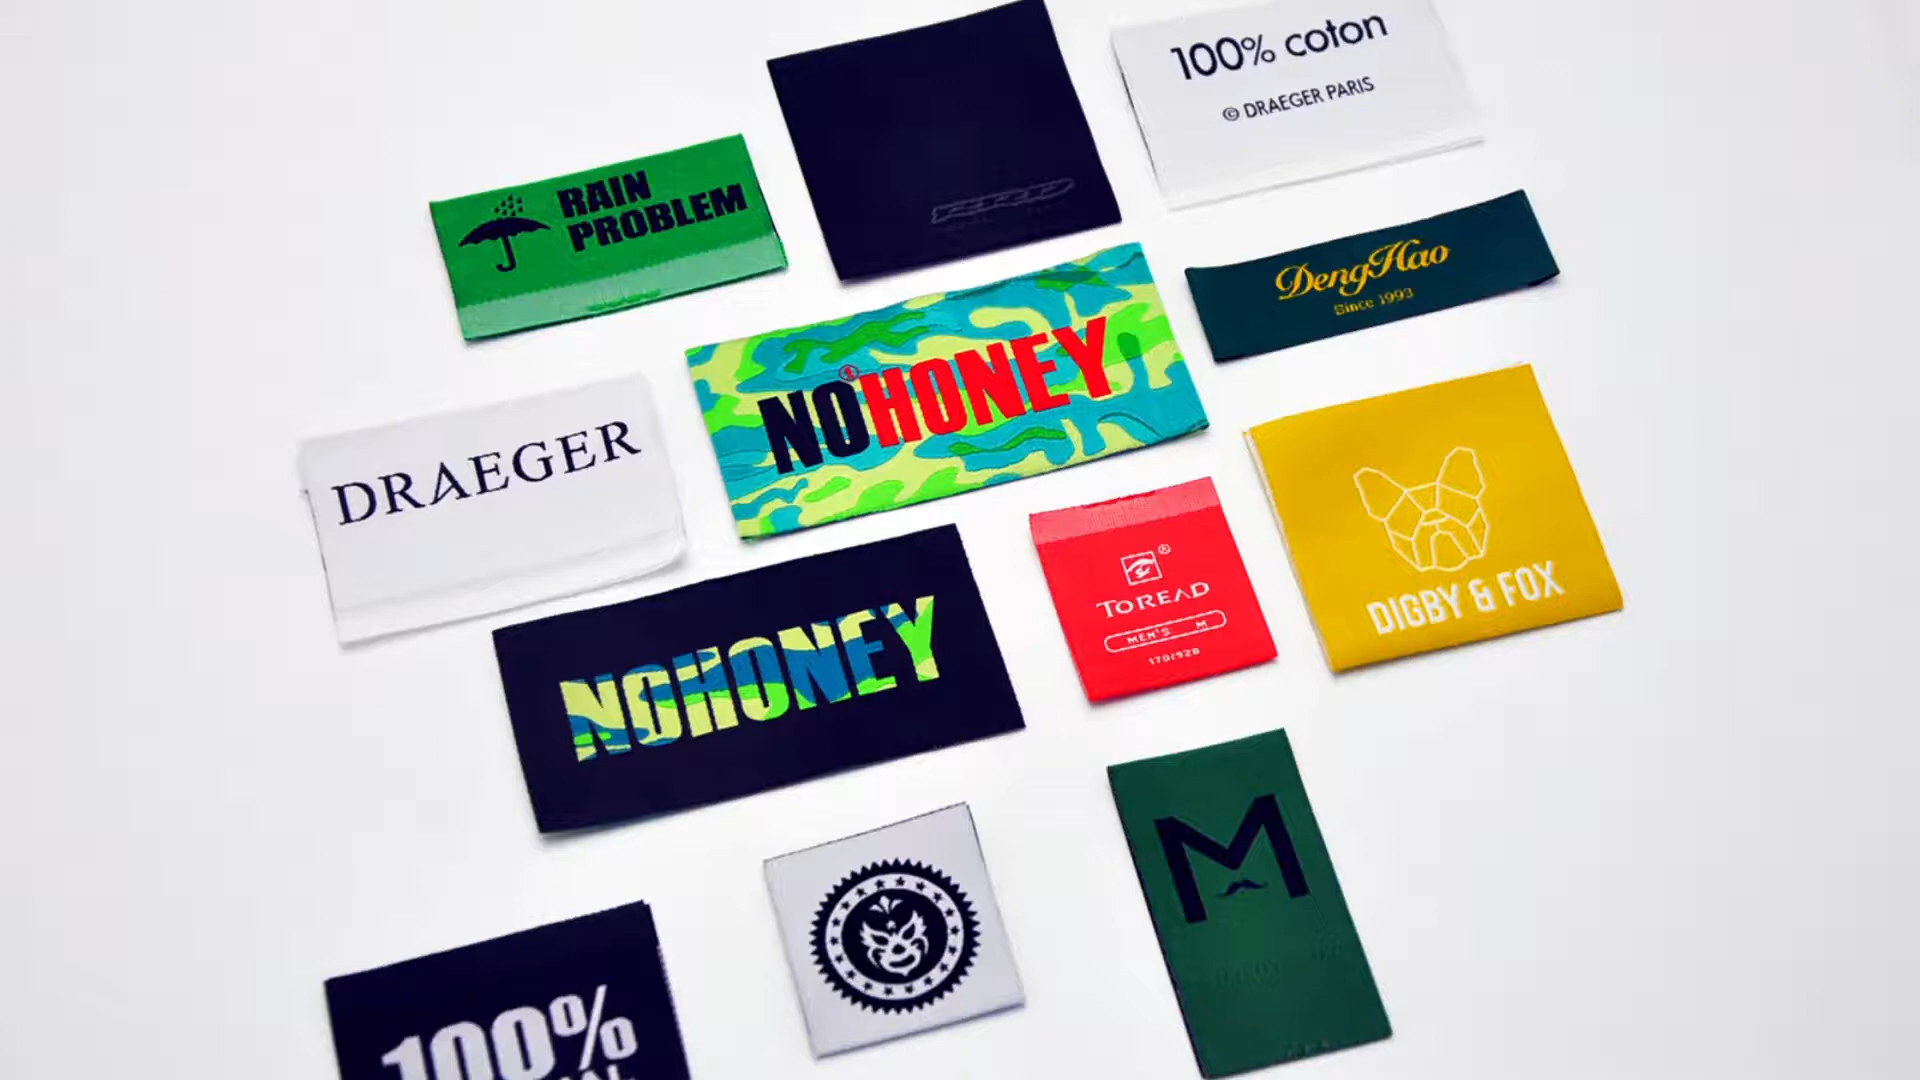 100% coton
© DRAEGER PARIS
RAIN
PROBLEM
DengHao
Since 1993
NOHONEY
DRAEGER
®
TOREAD
MEN'S M
170/92B
DIGBY & FOX
NOHONEY
M
100%